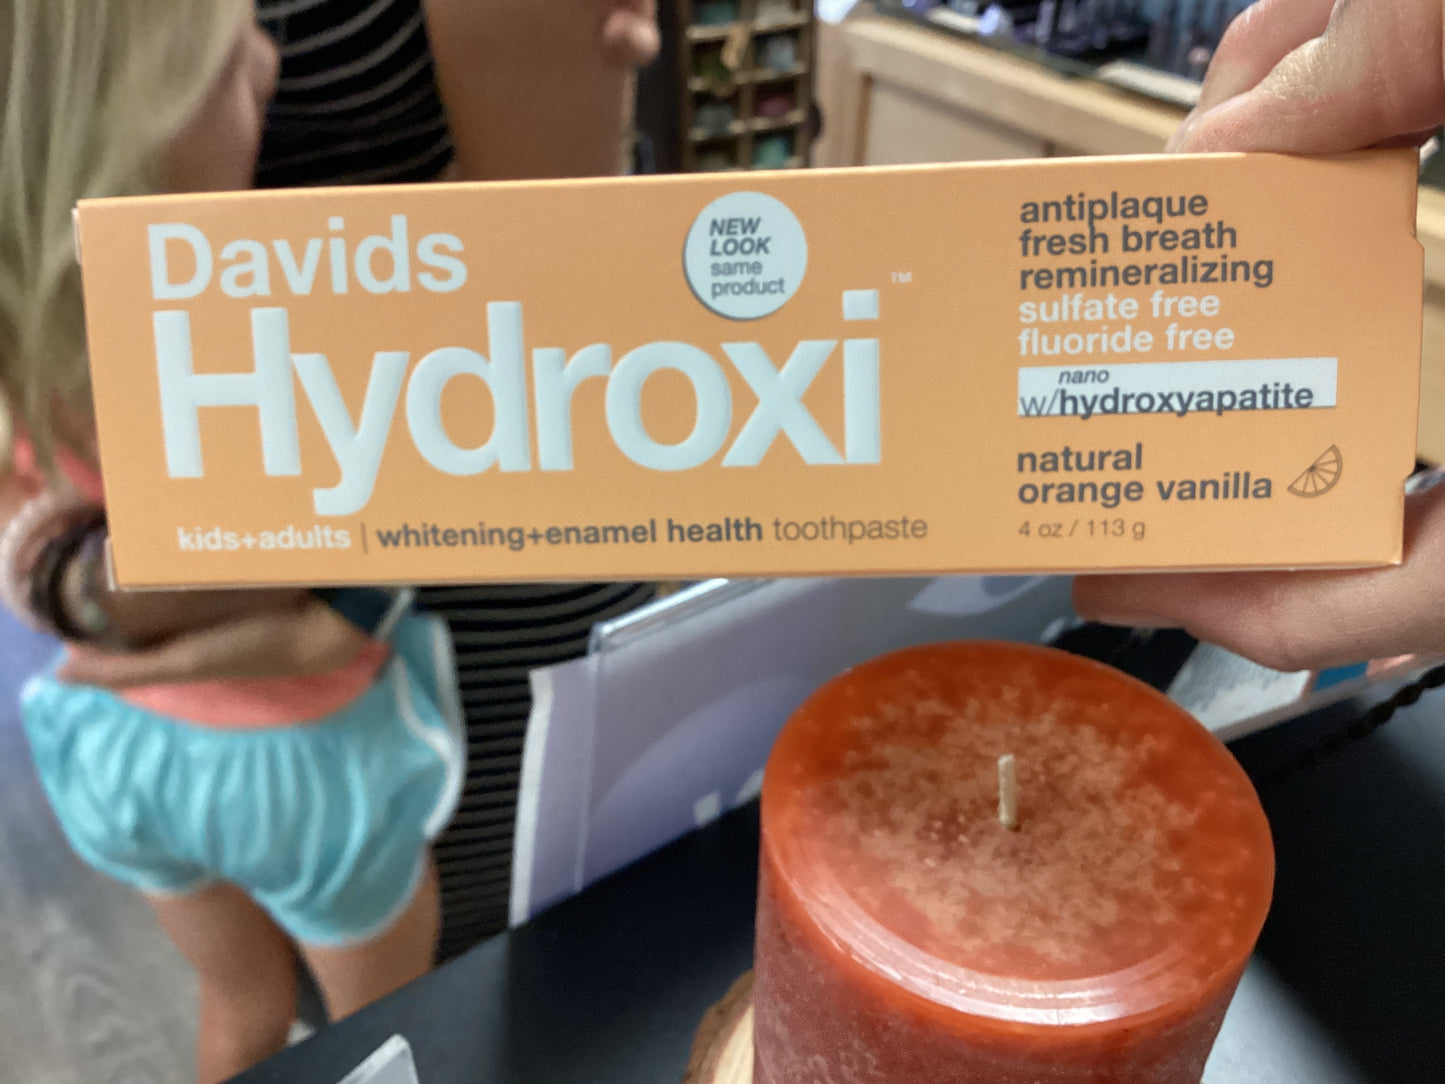 Davids
Hydroxi™
NEW
LOOK
same
product
kids+adults | whitening+enamel health toothpaste
antiplaque
fresh breath
remineralizing
sulfate free
fluoride free
nano
w/hydroxyapatite
natural
orange vanilla
4 oz / 113 g